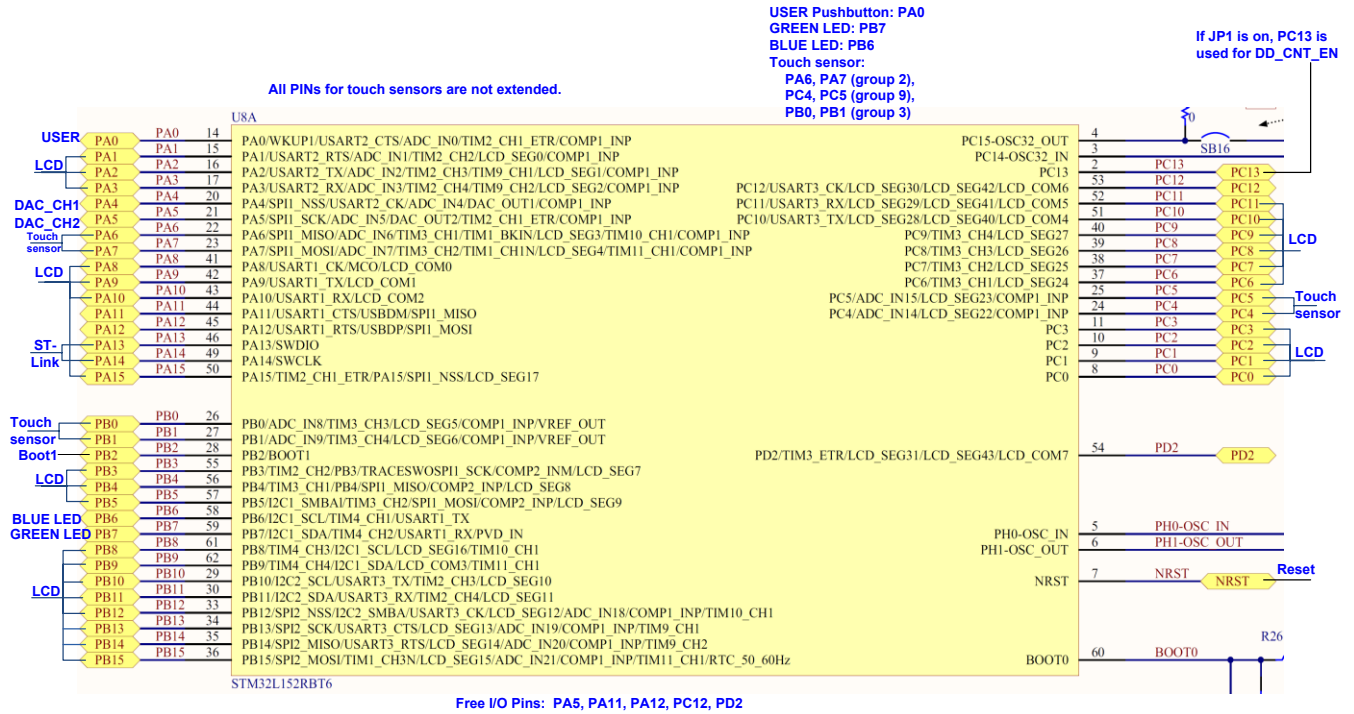 USER Pushbutton: PA0
GREEN LED: PB7
BLUE LED: PB6
Touch sensor:
PA6, PA7 (group 2),
PC4, PC5 (group 9),
PB0, PB1 (group 3)
If JP1 is on, PC13 is
used for DD_CNT_EN
All PINs for touch sensors are not extended.
U8A
USER PA0 PA0 14 PA0/WKUP1/USART2_CTS/ADC_IN0/TIM2_CH1_ETR/COMP1_INP
LCD
PA1 PA1 15 PA1/USART2_RTS/ADC_IN1/TIM2_CH2/LCD_SEG0/COMP1_INP
PA2 PA2 16 PA2/USART2_TX/ADC_IN2/TIM2_CH3/TIM9_CH1/LCD_SEG1/COMP1_INP
PA3 PA3 17 PA3/USART2_RX/ADC_IN3/TIM2_CH4/TIM9_CH2/LCD_SEG2/COMP1_INP
DAC_CH1 PA4 PA4 20 PA4/SPI1_NSS/USART2_CK/ADC_IN4/DAC_OUT1/COMP1_INP
DAC_CH2 PA5 PA5 21 PA5/SPI1_SCK/ADC_IN5/DAC_OUT2/TIM2_CH1_ETR/COMP1_INP
Touch
sensor
PA6 PA6 22 PA6/SPI1_MISO/ADC_IN6/TIM3_CH1/TIM1_BKIN/LCD_SEG3/TIM10_CH1/COMP1_INP
PA7 PA7 23 PA7/SPI1_MOSI/ADC_IN7/TIM3_CH2/TIM1_CH1N/LCD_SEG4/TIM11_CH1/COMP1_INP
LCD
PA8 PA8 41 PA8/USART1_CK/MCO/LCD_COM0
PA9 PA9 42 PA9/USART1_TX/LCD_COM1
PA10 PA10 43 PA10/USART1_RX/LCD_COM2
PA11 PA11 44 PA11/USART1_CTS/USBDM/SPI1_MISO
PA12 PA12 45 PA12/USART1_RTS/USBDP/SPI1_MOSI
ST-
Link
PA13 PA13 46 PA13/SWDIO
PA14 PA14 49 PA14/SWCLK
PA15 PA15 50 PA15/TIM2_CH1_ETR/PA15/SPI1_NSS/LCD_SEG17
Touch
sensor
PB0 PB0 26 PB0/ADC_IN8/TIM3_CH3/LCD_SEG5/COMP1_INP/VREF_OUT
PB1 PB1 27 PB1/ADC_IN9/TIM3_CH4/LCD_SEG6/COMP1_INP/VREF_OUT
Boot1 PB2 PB2 28 PB2/BOOT1
LCD
PB3 PB3 55 PB3/TIM2_CH2/PB3/TRACESWOSPI1_SCK/COMP2_INM/LCD_SEG7
PB4 PB4 56 PB4/TIM3_CH1/PB4/SPI1_MISO/COMP2_INP/LCD_SEG8
PB5 PB5 57 PB5/I2C1_SMBAI/TIM3_CH2/SPI1_MOSI/COMP2_INP/LCD_SEG9
BLUE LED PB6 PB6 58 PB6/I2C1_SCL/TIM4_CH1/USART1_TX
GREEN LED PB7 PB7 59 PB7/I2C1_SDA/TIM4_CH2/USART1_RX/PVD_IN
LCD
PB8 PB8 61 PB8/TIM4_CH3/I2C1_SCL/LCD_SEG16/TIM10_CH1
PB9 PB9 62 PB9/TIM4_CH4/I2C1_SDA/LCD_COM3/TIM11_CH1
PB10 PB10 29 PB10/I2C2_SCL/USART3_TX/TIM2_CH3/LCD_SEG10
PB11 PB11 30 PB11/I2C2_SDA/USART3_RX/TIM2_CH4/LCD_SEG11
PB12 PB12 33 PB12/SPI2_NSS/I2C2_SMBA/USART3_CK/LCD_SEG12/ADC_IN18/COMP1_INP/TIM10_CH1
PB13 PB13 34 PB13/SPI2_SCK/USART3_CTS/LCD_SEG13/ADC_IN19/COMP1_INP/TIM9_CH1
PB14 PB14 35 PB14/SPI2_MISO/USART3_RTS/LCD_SEG14/ADC_IN20/COMP1_INP/TIM9_CH2
PB15 PB15 36 PB15/SPI2_MOSI/TIM1_CH3N/LCD_SEG15/ADC_IN21/COMP1_INP/TIM11_CH1/RTC_50_60Hz
PC15-OSC32_OUT 4
SB16
PC14-OSC32_IN 3
PC13 2 PC13 PC13
PC12/USART3_CK/LCD_SEG30/LCD_SEG42/LCD_COM6 53 PC12 PC12
PC11/USART3_RX/LCD_SEG29/LCD_SEG41/LCD_COM5 52 PC11 PC11
PC10/USART3_TX/LCD_SEG28/LCD_SEG40/LCD_COM4 51 PC10 PC10
PC9/TIM3_CH4/LCD_SEG27 40 PC9 PC9
PC8/TIM3_CH3/LCD_SEG26 39 PC8 PC8
PC7/TIM3_CH2/LCD_SEG25 38 PC7 PC7
PC6/TIM3_CH1/LCD_SEG24 37 PC6 PC6
LCD
PC5/ADC_IN15/LCD_SEG23/COMP1_INP 25 PC5 PC5
PC4/ADC_IN14/LCD_SEG22/COMP1_INP 24 PC4 PC4
Touch
sensor
PC3 11 PC3 PC3
PC2 10 PC2 PC2
PC1 9 PC1 PC1
PC0 8 PC0 PC0
LCD
PD2/TIM3_ETR/LCD_SEG31/LCD_SEG43/LCD_COM7 54 PD2 PD2
PH0-OSC_IN 5 PH0-OSC_IN
PH1-OSC_OUT 6 PH1-OSC_OUT
NRST 7 NRST NRST Reset
R26
BOOT0 60 BOOT0
STM32L152RBT6
Free I/O Pins: PA5, PA11, PA12, PC12, PD2